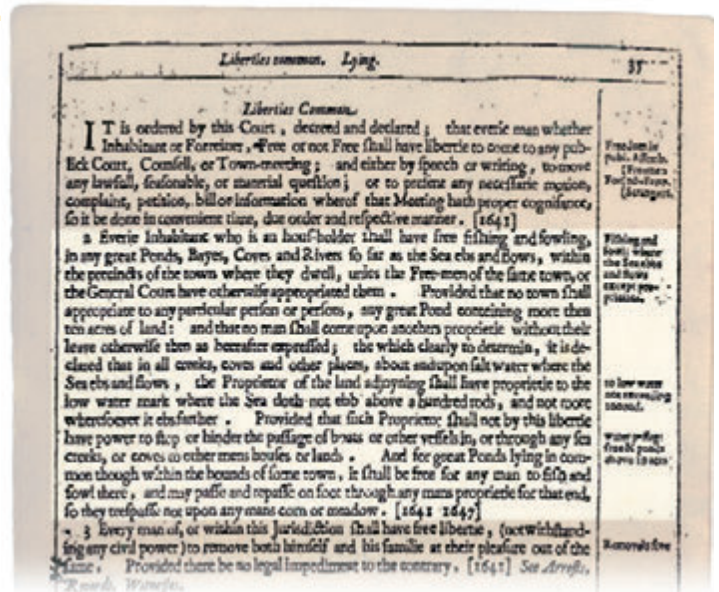 Liberties common. Lying. 35
Liberties Common.
IT is ordered by this Court, decreed and declared; that everie man whether
Inhabitant or Forreiner, Free or not Free shall have libertie to come to any pub-
lick Court, Counsell, or Town-meeting; and either by speech or writing, to move
any lawfull, seasonable, or material question; or to present any necessarie motion,
complaint, petition, bill or information wherof that Meeting hath proper cognisance,
so it be done in convenient time, due order and respective manner. [1641]
2 Everie Inhabitant who is an hous-holder shall have free fishing and fowling,
in any great Ponds, Bayes, Coves and Rivers so far as the Sea ebs and flows, within
the precincts of the town where they dwell, unles the Free-men of the same town, or
the General Court have otherwise appropriated them. Provided that no town shall
appropriate to any particular person or persons, any great Pond containing more then
ten acres of land: and that no man shall come upon anothers proprietie without their
leave otherwise then as heerafter expressed; the which clearly to determin, it is de-
clared that in all creeks, coves and other places, about and upon salt water where the
Sea ebs and flows, the Proprietor of the land adjoyning shall have proprietie to the
low water mark where the Sea doth not ebb above a hundred rods, and not more
wheresoever it ebs farther. Provided that such Proprietor shall not by this libertie
have power to stop or hinder the passage of boats or other vessels in, or through any sea
creeks, or coves to other mens houses or lands. And for great Ponds lying in com-
mon though within the bounds of some town, it shall be free for any man to fish and
fowl there, and may passe and repasse on foot through any mans proprietie for that end,
so they trespasse not upon any mans corn or meadow. [1641 1647]
3 Every man of, or within this Jurisdiction shall have free libertie, (notwithstand-
ing any civil power) to remove both himself and his familie at their pleasure out of the
same. Provided there be no legal impediment to the contrary. [1641] See Arrests,
Records, Witnesses.
Fishing and
fowling where
the Sea ebs
and flows
except
to low water
not exceeding
Removals free